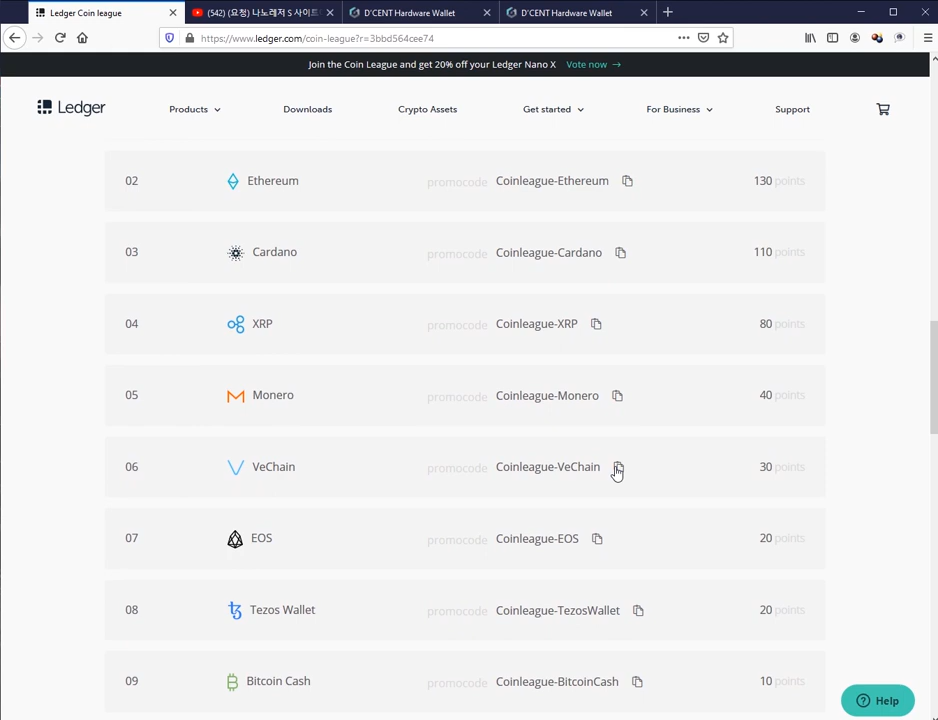 Ledger Coin league
(542) (요청) 나노레저 S 사이트
D'CENT Hardware Wallet
D'CENT Hardware Wallet
https://www.ledger.com/coin-league?r=3bbd564cee74
Join the Coin League and get 20% off your Ledger Nano X Vote now →
Ledger
Products
Downloads
Crypto Assets
Get started
For Business
Support
02 Ethereum promocode Coinleague-Ethereum 130 points
03 Cardano promocode Coinleague-Cardano 110 points
04 XRP promocode Coinleague-XRP 80 points
05 Monero promocode Coinleague-Monero 40 points
06 VeChain promocode Coinleague-VeChain 30 points
07 EOS promocode Coinleague-EOS 20 points
08 Tezos Wallet promocode Coinleague-TezosWallet 20 points
09 Bitcoin Cash promocode Coinleague-BitcoinCash 10 points
Help